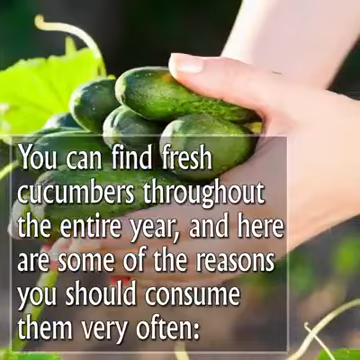 You can find fresh
cucumbers throughout
the entire year, and here
are some of the reasons
you should consume
them very often: